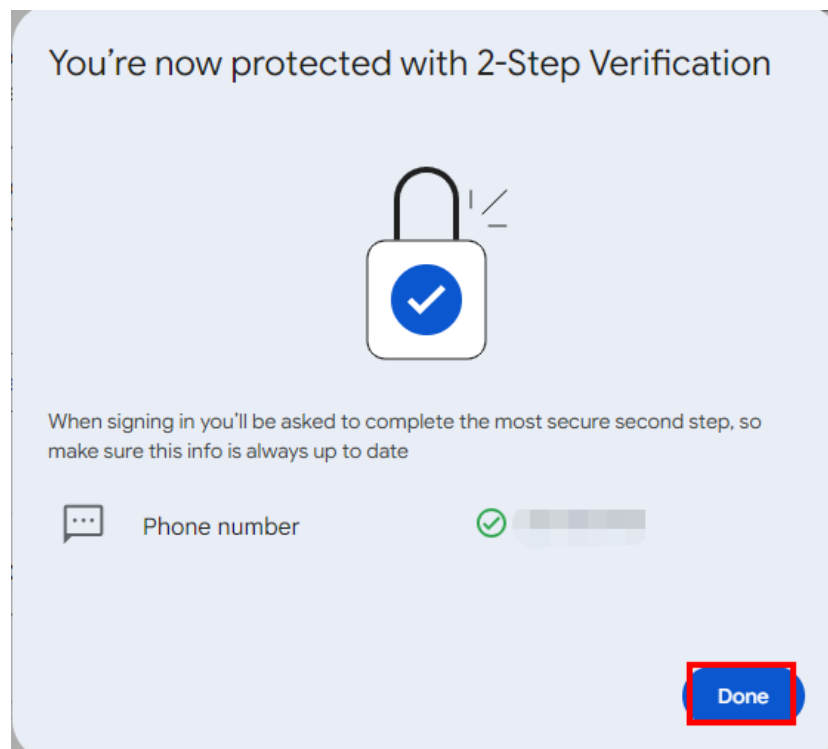 You're now protected with 2-Step Verification
When signing in you'll be asked to complete the most secure second step, so
make sure this info is always up to date
Phone number
Done